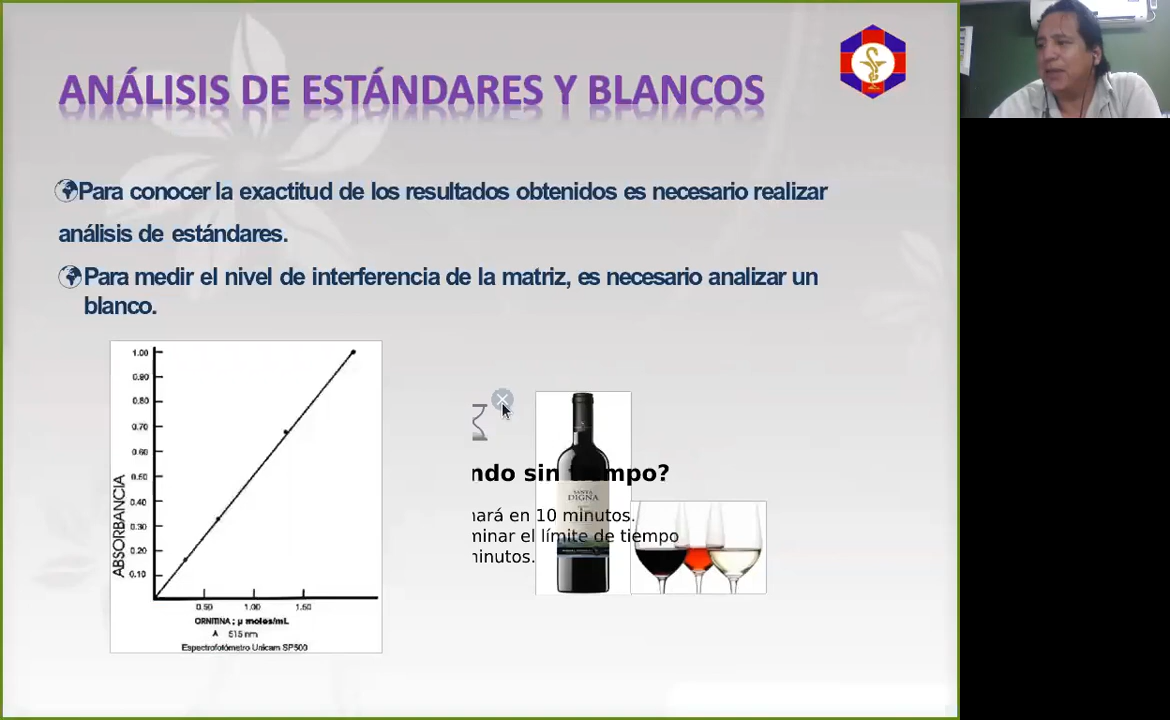 ANÁLISIS DE ESTÁNDARES Y BLANCOS
Para conocer la exactitud de los resultados obtenidos es necesario realizar
análisis de estándares.
Para medir el nivel de interferencia de la matriz, es necesario analizar un
blanco.
1.00
0.90
0.80
0.70
0.60
0.50
0.40
0.30
0.20
0.10
ABSORBANCIA
0.50 1.00 1.50
ORNITINA ; μ moles/mL
A 515 nm
Espectrofotómetro Unicam SP500
ndo sin tiempo?
nará en 10 minutos.
minar el límite de tiempo
minutos.
SANTA
DIGNA